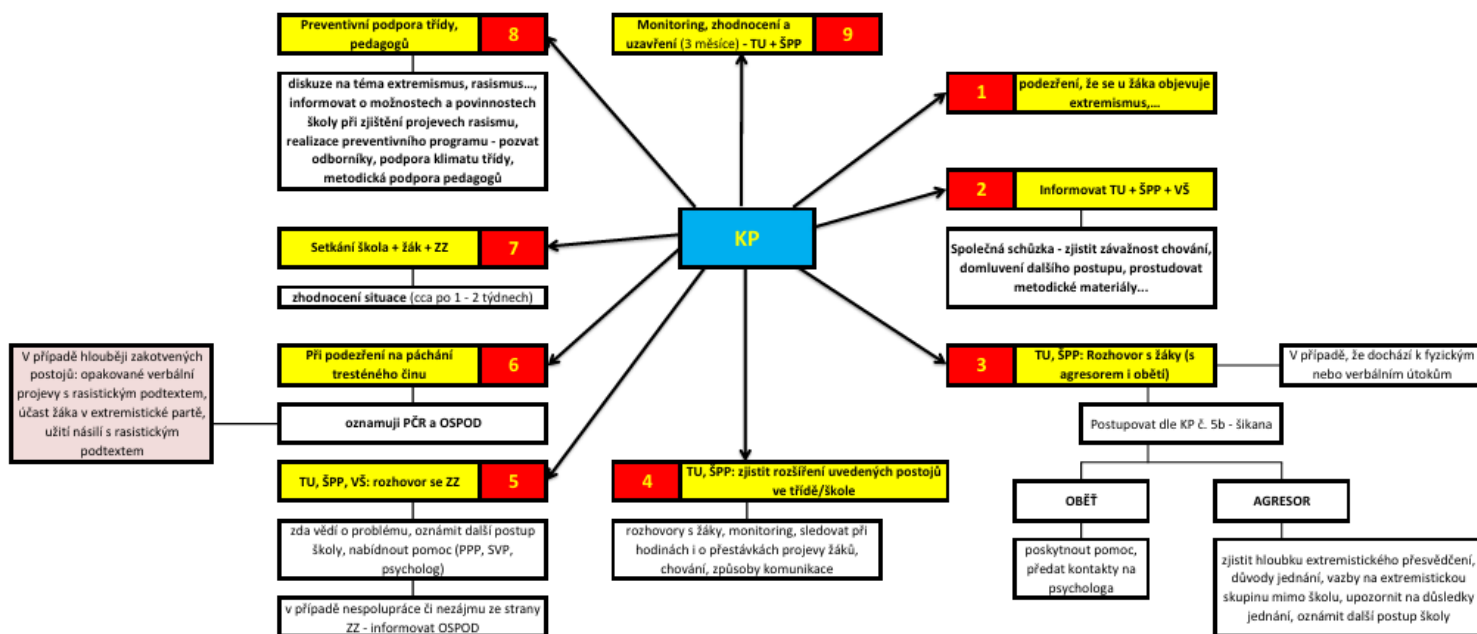 KP
1
podezření, že se u žáka objevuje
extremismus,...
2
Informovat TU + ŠPP + VŠ
Společná schůzka - zjistit závažnost chování,
domluvení dalšího postupu, prostudovat
metodické materiály...
3
TU, ŠPP: Rozhovor s žáky (s
agresorem i obětí)
V případě, že dochází k fyzickým
nebo verbálním útokům
Postupovat dle KP č. 5b - šikana
OBĚŤ
poskytnout pomoc,
předat kontakty na
psychologa
AGRESOR
zjistit hloubku extremistického přesvědčení,
důvody jednání, vazby na extremistickou
skupinu mimo školu, upozornit na důsledky
jednání, oznámit další postup školy
4
TU, ŠPP: zjistit rozšíření uvedených postojů
ve třídě/škole
rozhovory s žáky, monitoring, sledovat při
hodinách i o přestávkách projevy žáků,
chování, způsoby komunikace
TU, ŠPP, VŠ: rozhovor se ZZ
5
zda vědí o problému, oznámit další postup
školy, nabídnout pomoc (PPP, SVP,
psycholog)
v případě nespolupráce či nezájmu ze strany
ZZ - informovat OSPOD
Při podezření na páchání
tresténého činu
6
oznamuji PČR a OSPOD
V případě hlouběji zakotvených
postojů: opakované verbální
projevy s rasistickým podtextem,
účast žáka v extremistické partě,
užití násilí s rasistickým
podtextem
Setkání škola + žák + ZZ
7
zhodnocení situace (cca po 1 - 2 týdnech)
Preventivní podpora třídy,
pedagogů
8
diskuze na téma extremismus, rasismus...,
informovat o možnostech a povinnostech
školy při zjištění projevech rasismu,
realizace preventivního programu - pozvat
odborníky, podpora klimatu třídy,
metodická podpora pedagogů
Monitoring, zhodnocení a
uzavření (3 měsíce) - TU + ŠPP
9